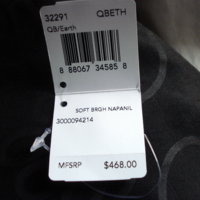 32291 QBETH
QB/Earth
8 88067 34585 8
SOFT BRGH NAPANIL
3000094214
MFSRP $468.00